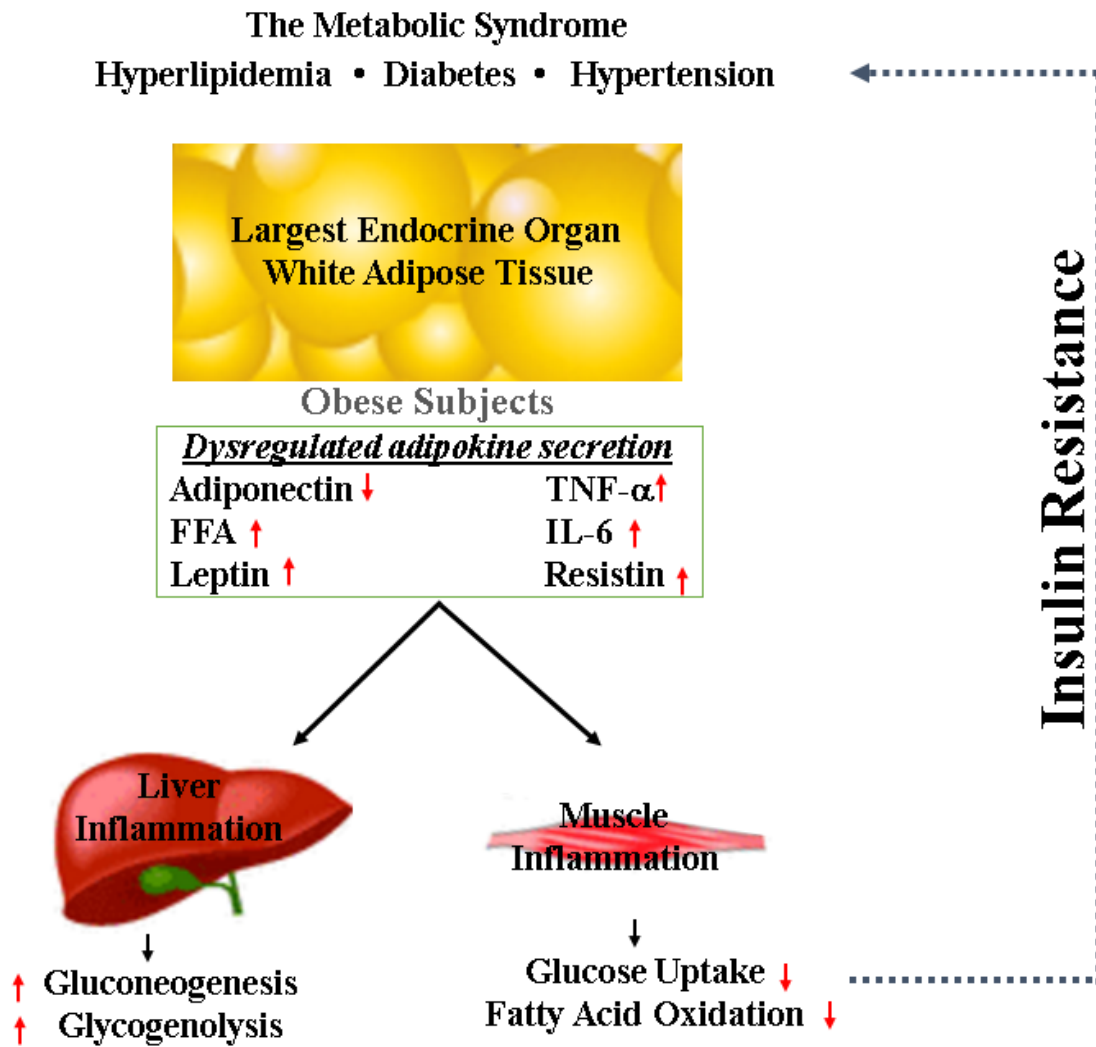 The Metabolic Syndrome
Hyperlipidemia • Diabetes • Hypertension
Largest Endocrine Organ
White Adipose Tissue
Obese Subjects
Dysregulated adipokine secretion
Adiponectin ↓ TNF-α↑
FFA ↑ IL-6 ↑
Leptin ↑ Resistin ↑
Liver
Inflammation
Muscle
Inflammation
↑ Gluconeogenesis
↑ Glycogenolysis
Glucose Uptake ↓
Fatty Acid Oxidation ↓
Insulin Resistance